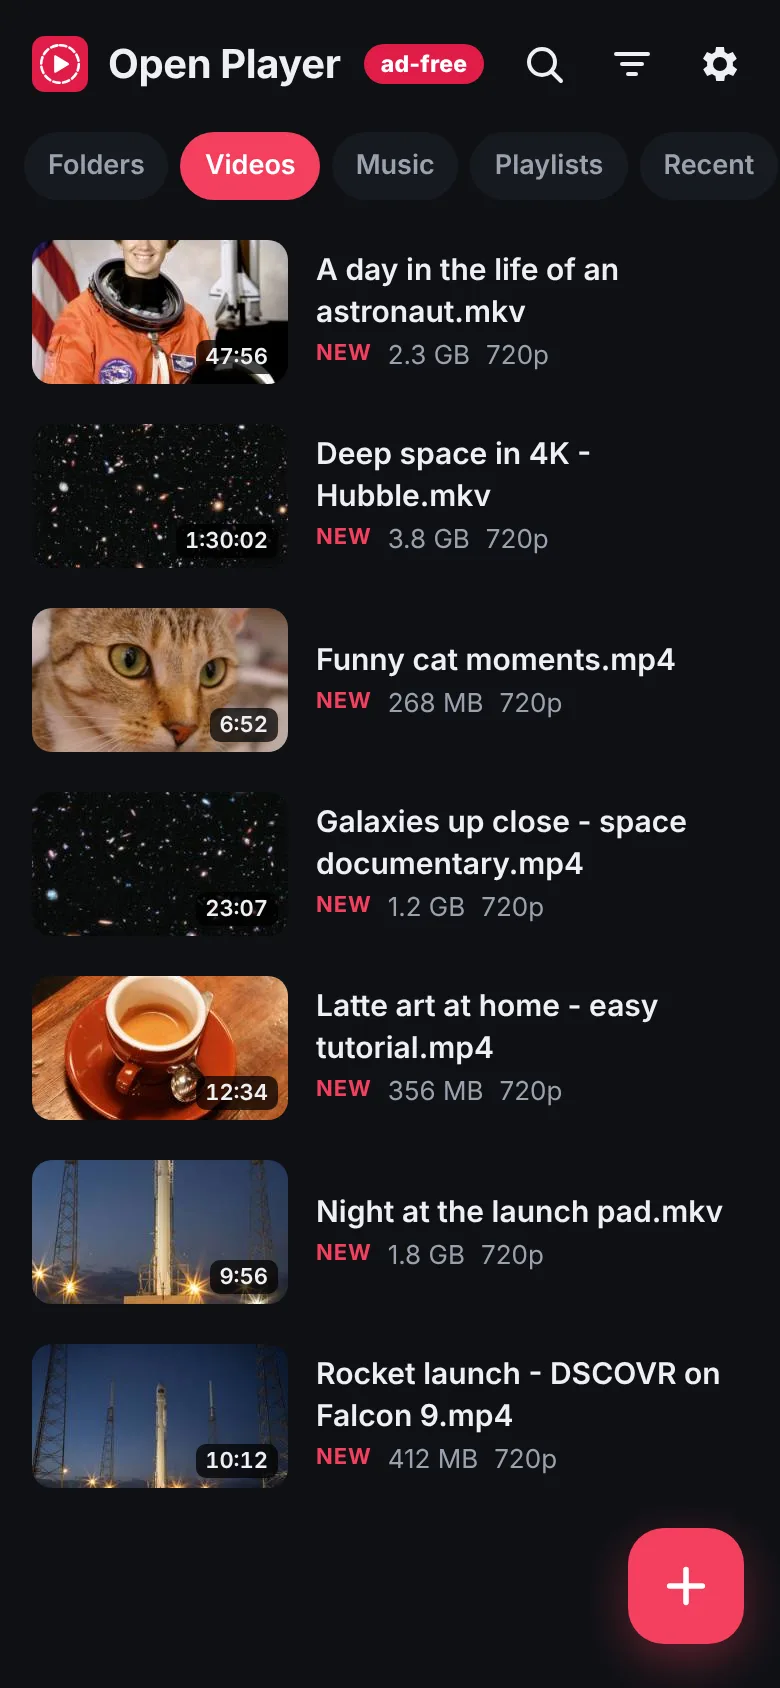 Open Player ad-free
Folders Videos Music Playlists Recent
A day in the life of an
astronaut.mkv
47:56
NEW 2.3 GB 720p
Deep space in 4K -
Hubble.mkv
1:30:02
NEW 3.8 GB 720p
Funny cat moments.mp4
6:52
NEW 268 MB 720p
Galaxies up close - space
documentary.mp4
23:07
NEW 1.2 GB 720p
Latte art at home - easy
tutorial.mp4
12:34
NEW 356 MB 720p
Night at the launch pad.mkv
9:56
NEW 1.8 GB 720p
Rocket launch - DSCOVR on
Falcon 9.mp4
10:12
NEW 412 MB 720p